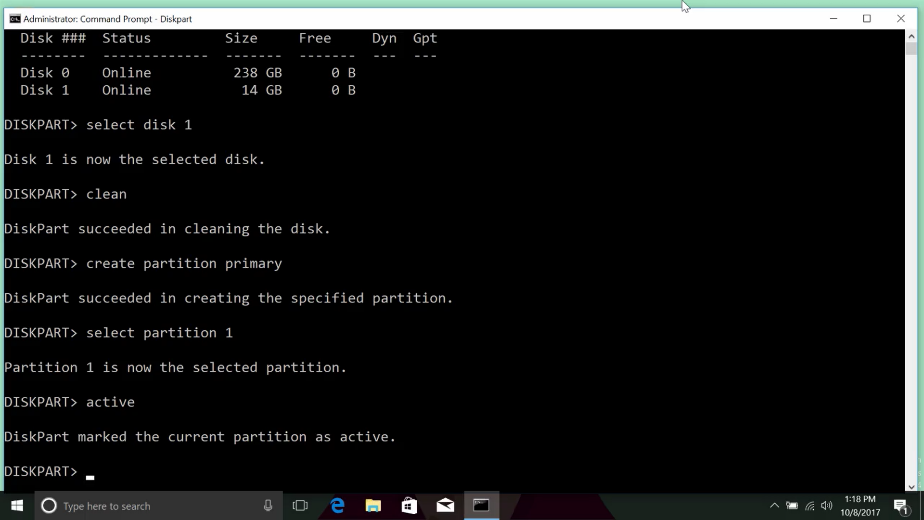 Administrator: Command Prompt - Diskpart
Disk ### Status Size Free Dyn Gpt
-------- ------------- ------- ------- --- ---
Disk 0 Online 238 GB 0 B
Disk 1 Online 14 GB 0 B
DISKPART> select disk 1
Disk 1 is now the selected disk.
DISKPART> clean
DiskPart succeeded in cleaning the disk.
DISKPART> create partition primary
DiskPart succeeded in creating the specified partition.
DISKPART> select partition 1
Partition 1 is now the selected partition.
DISKPART> active
DiskPart marked the current partition as active.
DISKPART> _
Type here to search
1:18 PM
10/8/2017
1